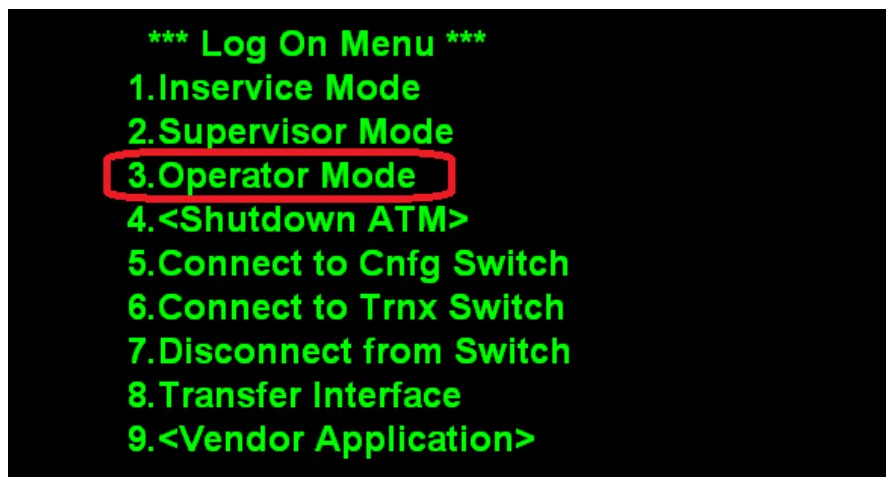 *** Log On Menu ***
1.Inservice Mode
2.Supervisor Mode
3.Operator Mode
4.<Shutdown ATM>
5.Connect to Cnfg Switch
6.Connect to Trnx Switch
7.Disconnect from Switch
8.Transfer Interface
9.<Vendor Application>